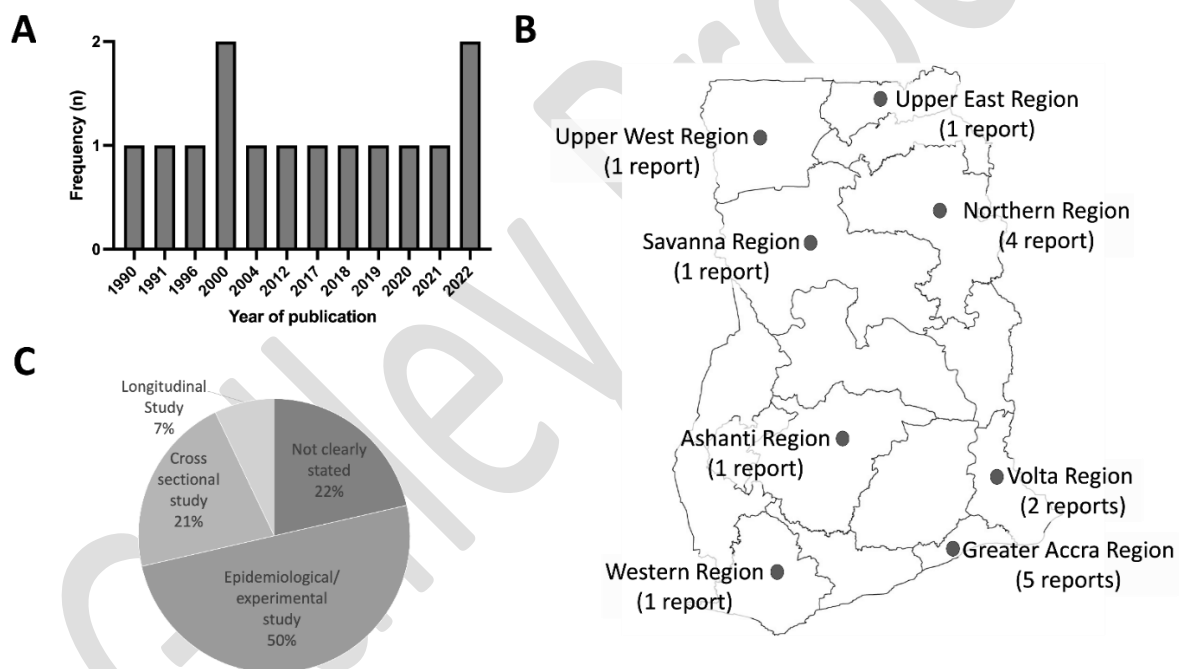 A
2
1
0
Frequency (n)
1990
1991
1996
2000
2004
2012
2017
2018
2019
2020
2021
2022
Year of publication
B
Upper East Region
(1 report)
Upper West Region
(1 report)
Northern Region
(4 report)
Savanna Region
(1 report)
Ashanti Region
(1 report)
Volta Region
(2 reports)
Greater Accra Region
(5 reports)
Western Region
(1 report)
C
Longitudinal
Study
7%
Not clearly
stated
22%
Cross
sectional
study
21%
Epidemiological/
experimental
study
50%